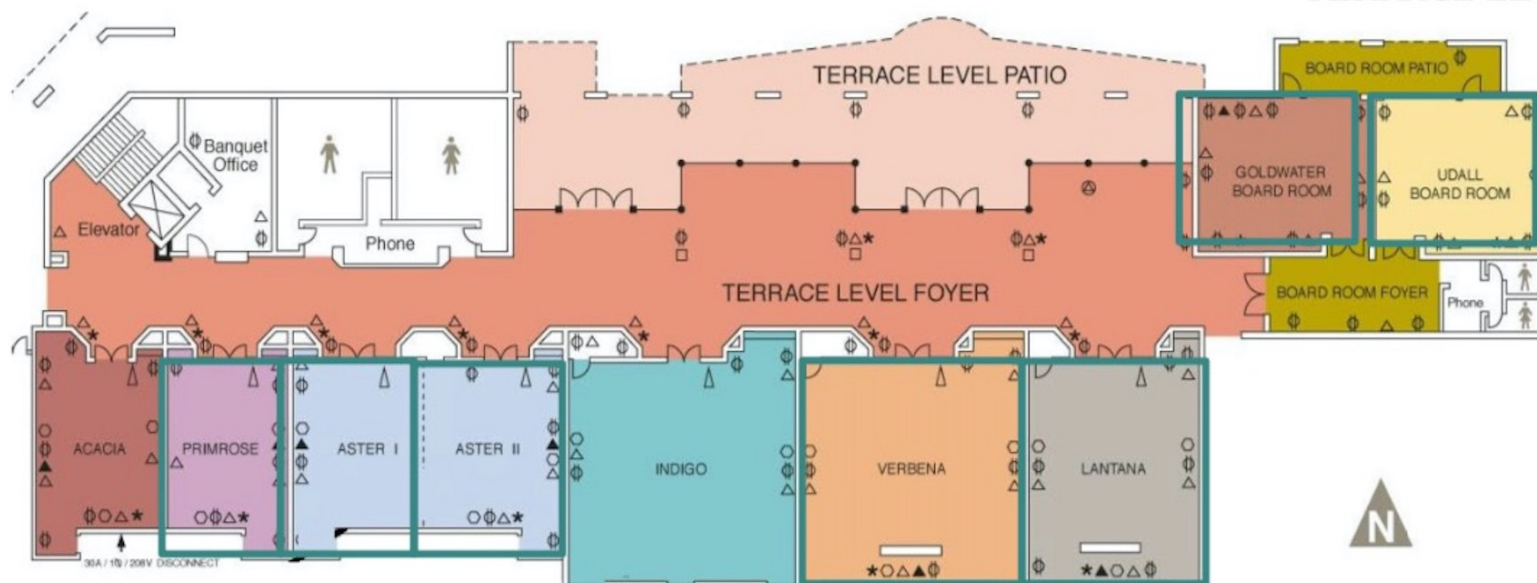 TERRACE LEVEL PATIO
BOARD ROOM PATIO
Banquet
Office
GOLDWATER
BOARD ROOM
UDALL
BOARD ROOM
Elevator
Phone
TERRACE LEVEL FOYER
BOARD ROOM FOYER
Phone
ACACIA
PRIMROSE
ASTER I
ASTER II
INDIGO
VERBENA
LANTANA
N
30A / 1Ø / 208V DISCONNECT